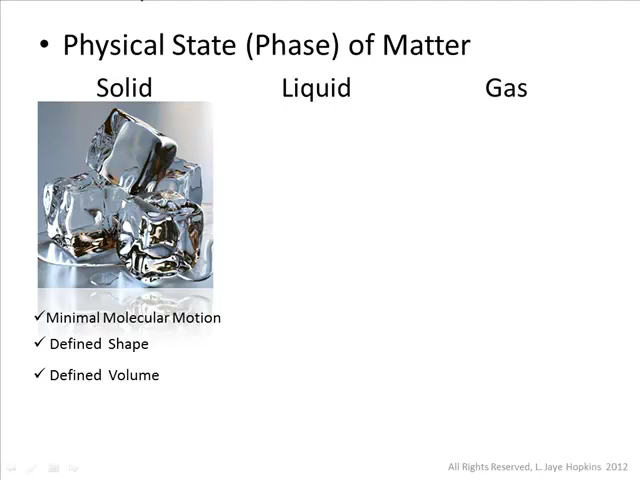 • Physical State (Phase) of Matter
Solid Liquid Gas
✓Minimal Molecular Motion
✓ Defined Shape
✓ Defined Volume
All Rights Reserved, L. Jaye Hopkins 2012